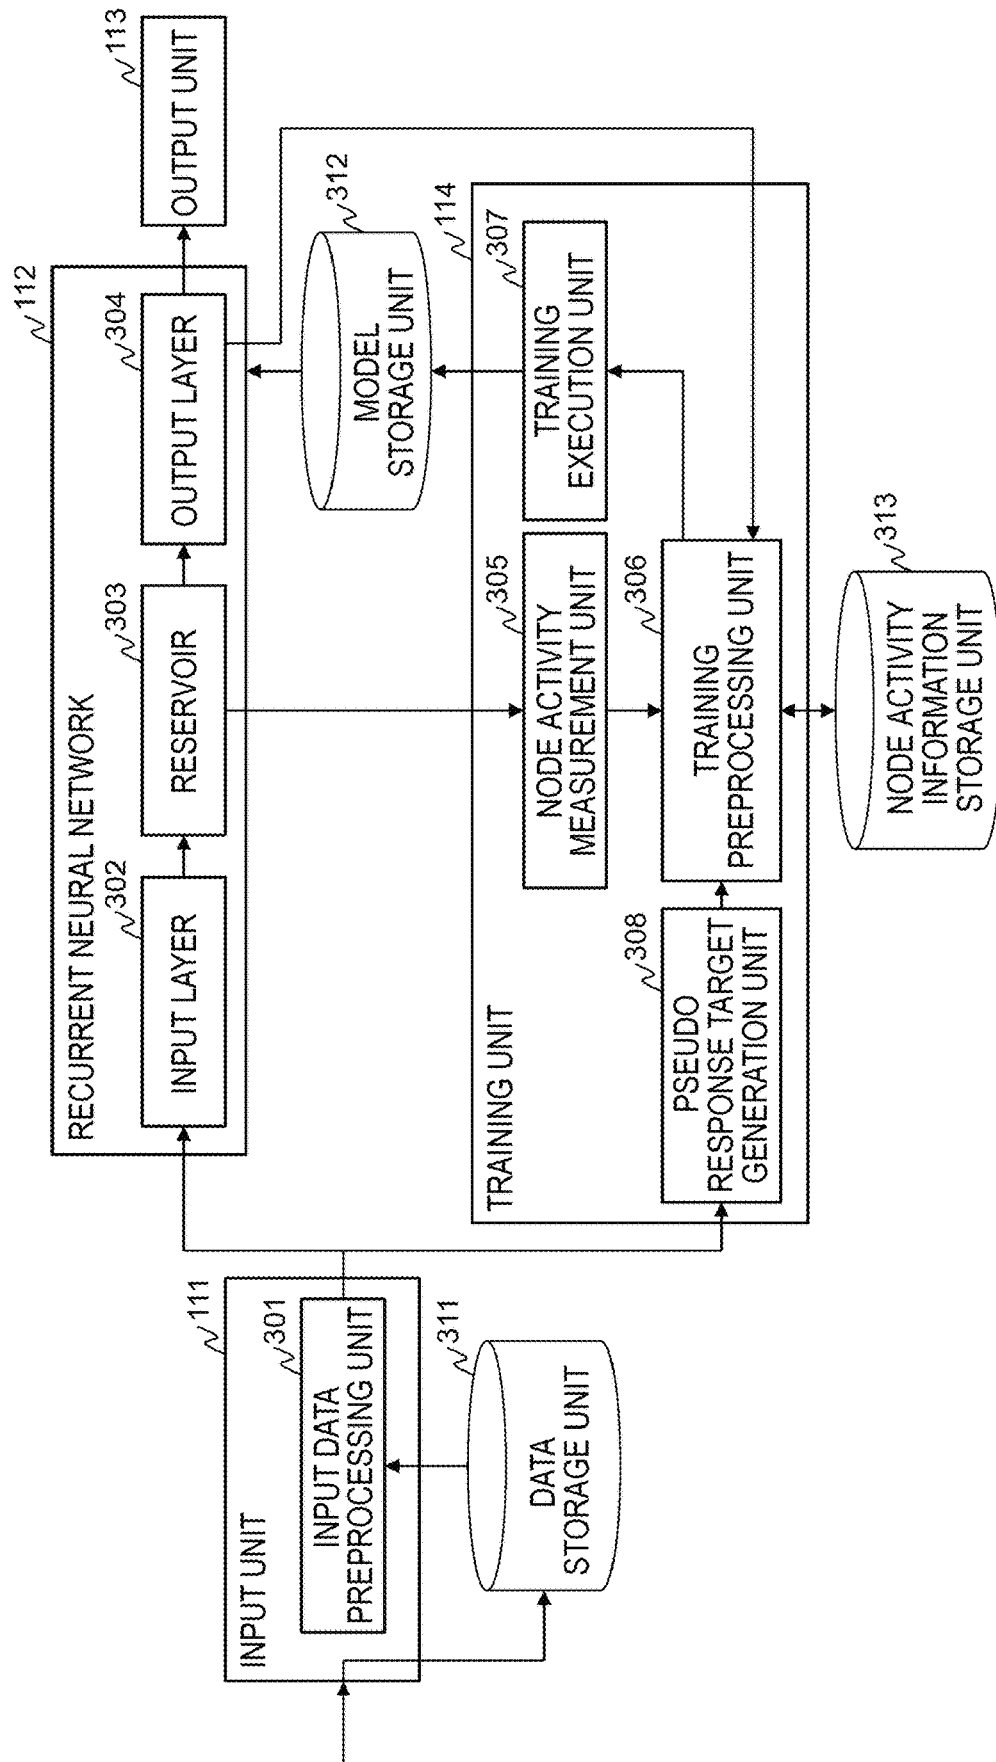 INPUT UNIT
111
301
INPUT DATA
PREPROCESSING UNIT
311
DATA
STORAGE UNIT
RECURRENT NEURAL NETWORK
112
302
INPUT LAYER
303
RESERVOIR
304
OUTPUT LAYER
113
OUTPUT UNIT
312
MODEL
STORAGE UNIT
TRAINING UNIT
114
305
NODE ACTIVITY
MEASUREMENT UNIT
307
TRAINING
EXECUTION UNIT
308
PSEUDO
RESPONSE TARGET
GENERATION UNIT
306
TRAINING
PREPROCESSING UNIT
313
NODE ACTIVITY
INFORMATION
STORAGE UNIT